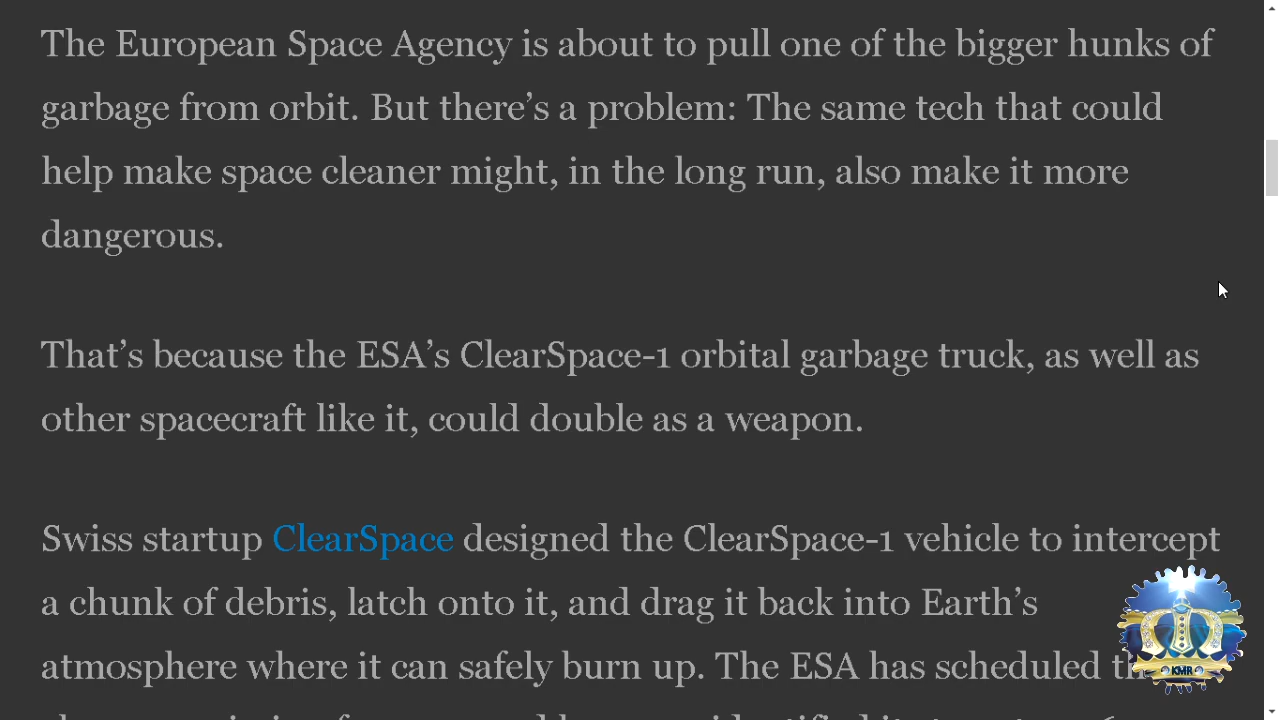 The European Space Agency is about to pull one of the bigger hunks of
garbage from orbit. But there’s a problem: The same tech that could
help make space cleaner might, in the long run, also make it more
dangerous.
That’s because the ESA’s ClearSpace-1 orbital garbage truck, as well as
other spacecraft like it, could double as a weapon.
Swiss startup ClearSpace designed the ClearSpace-1 vehicle to intercept
a chunk of debris, latch onto it, and drag it back into Earth’s
atmosphere where it can safely burn up. The ESA has scheduled
KMR